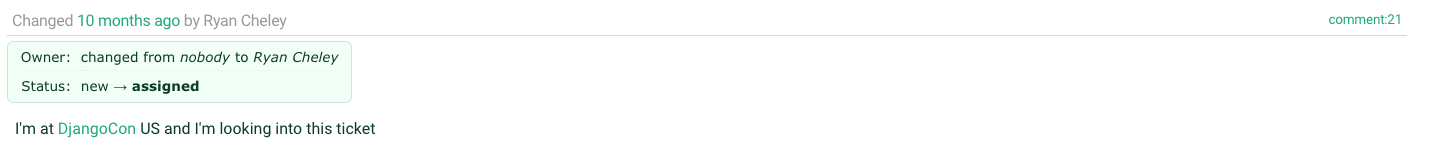 Changed 10 months ago by Ryan Cheley comment:21
Owner: changed from nobody to Ryan Cheley
Status: new → assigned
I'm at DjangoCon US and I'm looking into this ticket